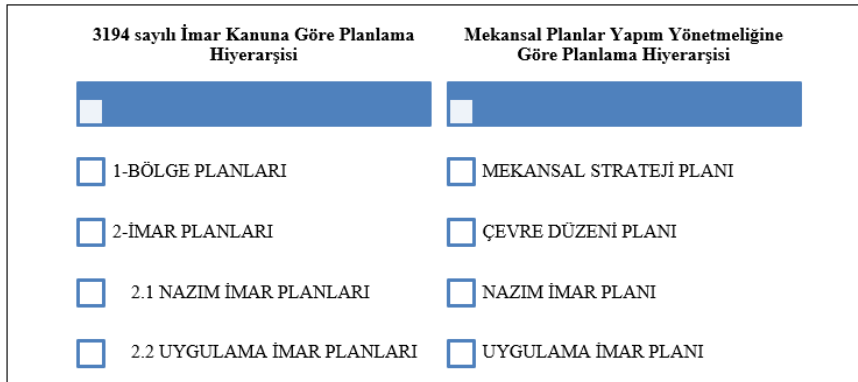 3194 sayılı İmar Kanuna Göre Planlama
Hiyerarşisi
1-BÖLGE PLANLARI
2-İMAR PLANLARI
2.1 NAZIM İMAR PLANLARI
2.2 UYGULAMA İMAR PLANLARI
Mekansal Planlar Yapım Yönetmeliğine
Göre Planlama Hiyerarşisi
MEKANSAL STRATEJİ PLANI
ÇEVRE DÜZENİ PLANI
NAZIM İMAR PLANI
UYGULAMA İMAR PLANI